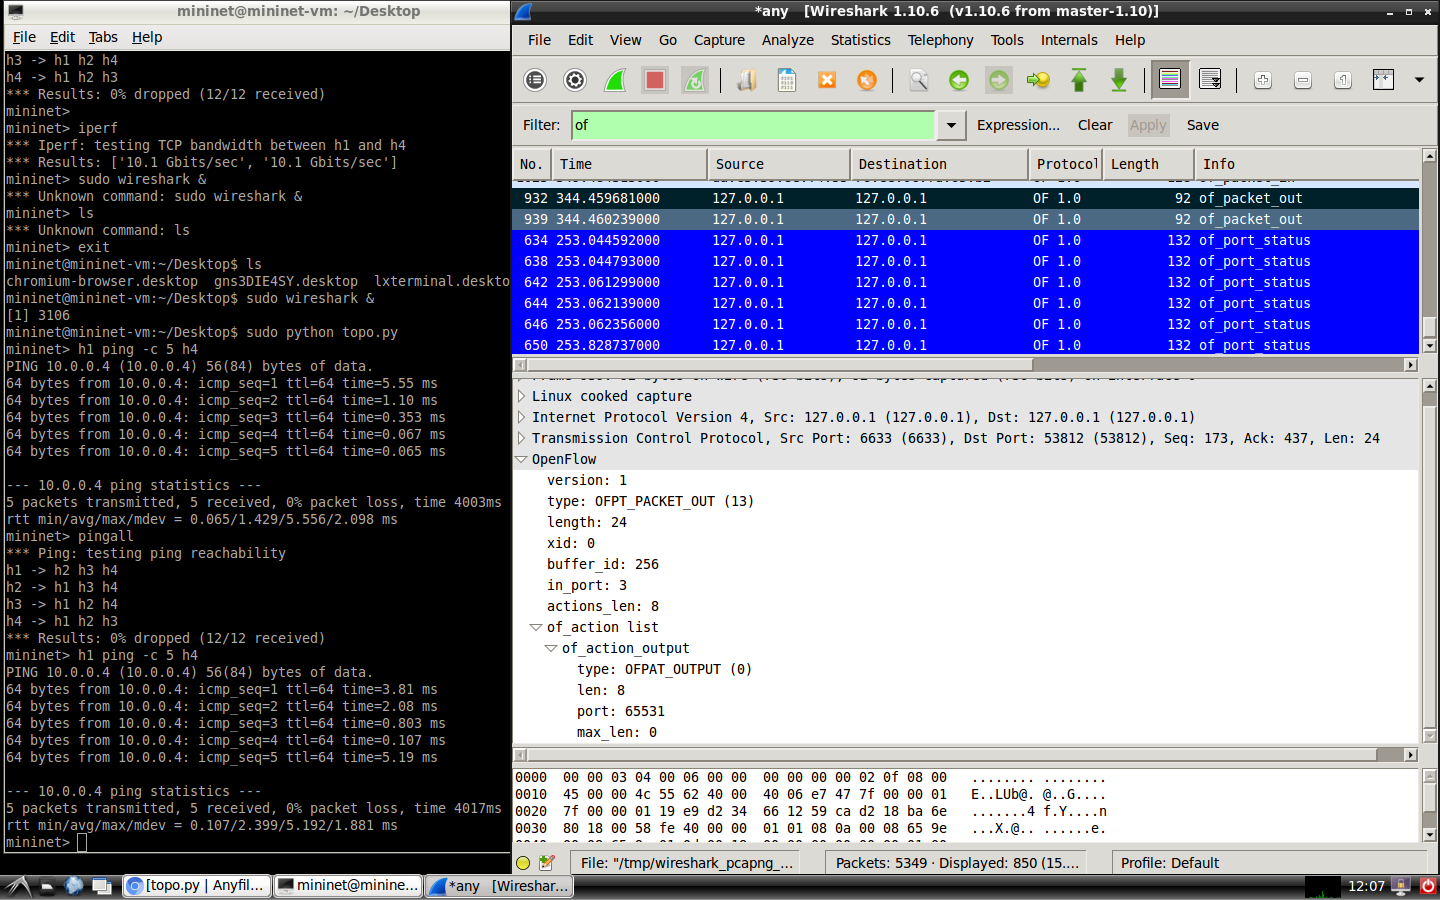 mininet@mininet-vm: ~/Desktop
File Edit Tabs Help
h3 -> h1 h2 h4
h4 -> h1 h2 h3
*** Results: 0% dropped (12/12 received)
mininet>
mininet> iperf
*** Iperf: testing TCP bandwidth between h1 and h4
*** Results: ['10.1 Gbits/sec', '10.1 Gbits/sec']
mininet> sudo wireshark &
*** Unknown command: sudo wireshark &
mininet> ls
*** Unknown command: ls
mininet> exit
mininet@mininet-vm:~/Desktop$ ls
chromium-browser.desktop  gns3DIE4SY.desktop  lxterminal.deskto
mininet@mininet-vm:~/Desktop$ sudo wireshark &
[1] 3106
mininet@mininet-vm:~/Desktop$ sudo python topo.py
mininet> h1 ping -c 5 h4
PING 10.0.0.4 (10.0.0.4) 56(84) bytes of data.
64 bytes from 10.0.0.4: icmp_seq=1 ttl=64 time=5.55 ms
64 bytes from 10.0.0.4: icmp_seq=2 ttl=64 time=1.10 ms
64 bytes from 10.0.0.4: icmp_seq=3 ttl=64 time=0.353 ms
64 bytes from 10.0.0.4: icmp_seq=4 ttl=64 time=0.067 ms
64 bytes from 10.0.0.4: icmp_seq=5 ttl=64 time=0.065 ms
--- 10.0.0.4 ping statistics ---
5 packets transmitted, 5 received, 0% packet loss, time 4003ms
rtt min/avg/max/mdev = 0.065/1.429/5.556/2.098 ms
mininet> pingall
*** Ping: testing ping reachability
h1 -> h2 h3 h4
h2 -> h1 h3 h4
h3 -> h1 h2 h4
h4 -> h1 h2 h3
*** Results: 0% dropped (12/12 received)
mininet> h1 ping -c 5 h4
PING 10.0.0.4 (10.0.0.4) 56(84) bytes of data.
64 bytes from 10.0.0.4: icmp_seq=1 ttl=64 time=3.81 ms
64 bytes from 10.0.0.4: icmp_seq=2 ttl=64 time=2.08 ms
64 bytes from 10.0.0.4: icmp_seq=3 ttl=64 time=0.803 ms
64 bytes from 10.0.0.4: icmp_seq=4 ttl=64 time=0.107 ms
64 bytes from 10.0.0.4: icmp_seq=5 ttl=64 time=5.19 ms
--- 10.0.0.4 ping statistics ---
5 packets transmitted, 5 received, 0% packet loss, time 4017ms
rtt min/avg/max/mdev = 0.107/2.399/5.192/1.881 ms
mininet>
*any [Wireshark 1.10.6 (v1.10.6 from master-1.10)]
File Edit View Go Capture Analyze Statistics Telephony Tools Internals Help
Filter: of Expression... Clear Apply Save
No. Time Source Destination Protocol Length Info
932 344.459681000 127.0.0.1 127.0.0.1 OF 1.0 92 of_packet_out
939 344.460239000 127.0.0.1 127.0.0.1 OF 1.0 92 of_packet_out
634 253.044592000 127.0.0.1 127.0.0.1 OF 1.0 132 of_port_status
638 253.044793000 127.0.0.1 127.0.0.1 OF 1.0 132 of_port_status
642 253.061299000 127.0.0.1 127.0.0.1 OF 1.0 132 of_port_status
644 253.062139000 127.0.0.1 127.0.0.1 OF 1.0 132 of_port_status
646 253.062356000 127.0.0.1 127.0.0.1 OF 1.0 132 of_port_status
650 253.828737000 127.0.0.1 127.0.0.1 OF 1.0 132 of_port_status
Linux cooked capture
Internet Protocol Version 4, Src: 127.0.0.1 (127.0.0.1), Dst: 127.0.0.1 (127.0.0.1)
Transmission Control Protocol, Src Port: 6633 (6633), Dst Port: 53812 (53812), Seq: 173, Ack: 437, Len: 24
OpenFlow
version: 1
type: OFPT_PACKET_OUT (13)
length: 24
xid: 0
buffer_id: 256
in_port: 3
actions_len: 8
of_action list
of_action_output
type: OFPAT_OUTPUT (0)
len: 8
port: 65531
max_len: 0
0000  00 00 03 04 00 06 00 00  00 00 00 00 02 0f 08 00   ........ ........
0010  45 00 00 4c 55 62 40 00  40 06 e7 47 7f 00 00 01   E..LUb@. @..G....
0020  7f 00 00 01 19 e9 d2 34  66 12 59 ca d2 18 ba 6e   .......4 f.Y....n
0030  80 18 00 58 fe 40 00 00  01 01 08 0a 00 08 65 9e   ...X.@.. ......e.
File: "/tmp/wireshark_pcapng_... Packets: 5349 · Displayed: 850 (15.... Profile: Default
[topo.py | Anyfil... mininet@minine... *any [Wireshar... 12:07